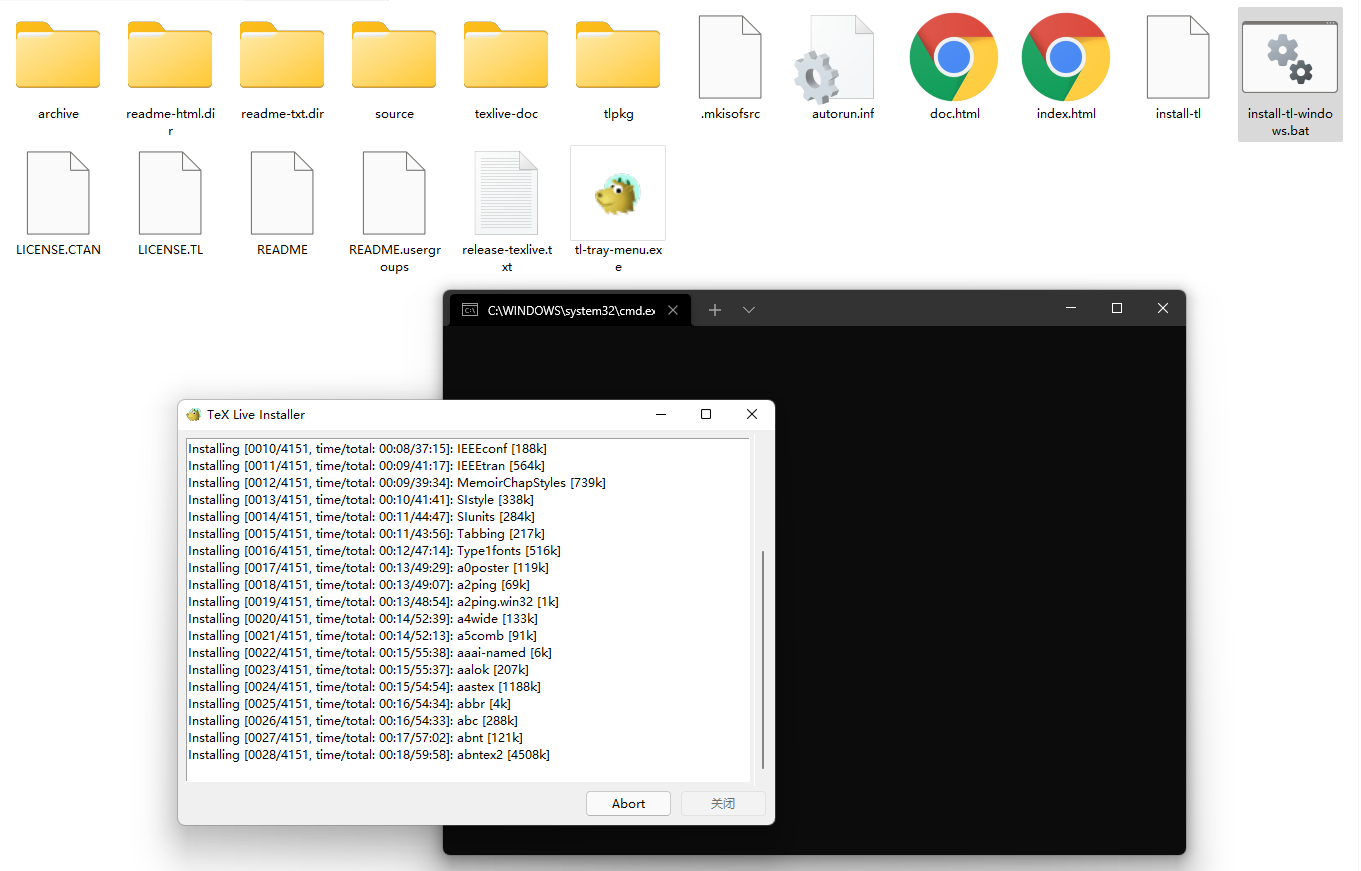 archive
readme-html.di
r
readme-txt.dir
source
texlive-doc
tlpkg
.mkisofsrc
autorun.inf
doc.html
index.html
install-tl
install-tl-windo
ws.bat
LICENSE.CTAN
LICENSE.TL
README
README.usergr
oups
release-texlive.t
xt
tl-tray-menu.ex
e
C:\WINDOWS\system32\cmd.ex
TeX Live Installer
Installing [0010/4151, time/total: 00:08/37:15]: IEEEconf [188k]
Installing [0011/4151, time/total: 00:09/41:17]: IEEEtran [564k]
Installing [0012/4151, time/total: 00:09/39:34]: MemoirChapStyles [739k]
Installing [0013/4151, time/total: 00:10/41:41]: SIstyle [338k]
Installing [0014/4151, time/total: 00:11/44:47]: SIunits [284k]
Installing [0015/4151, time/total: 00:11/43:56]: Tabbing [217k]
Installing [0016/4151, time/total: 00:12/47:14]: Type1fonts [516k]
Installing [0017/4151, time/total: 00:13/49:29]: a0poster [119k]
Installing [0018/4151, time/total: 00:13/49:07]: a2ping [69k]
Installing [0019/4151, time/total: 00:13/48:54]: a2ping.win32 [1k]
Installing [0020/4151, time/total: 00:14/52:39]: a4wide [133k]
Installing [0021/4151, time/total: 00:14/52:13]: a5comb [91k]
Installing [0022/4151, time/total: 00:15/55:38]: aaai-named [6k]
Installing [0023/4151, time/total: 00:15/55:37]: aalok [207k]
Installing [0024/4151, time/total: 00:15/54:54]: aastex [1188k]
Installing [0025/4151, time/total: 00:16/54:34]: abbr [4k]
Installing [0026/4151, time/total: 00:16/54:33]: abc [288k]
Installing [0027/4151, time/total: 00:17/57:02]: abnt [121k]
Installing [0028/4151, time/total: 00:18/59:58]: abntex2 [4508k]
Abort
关闭